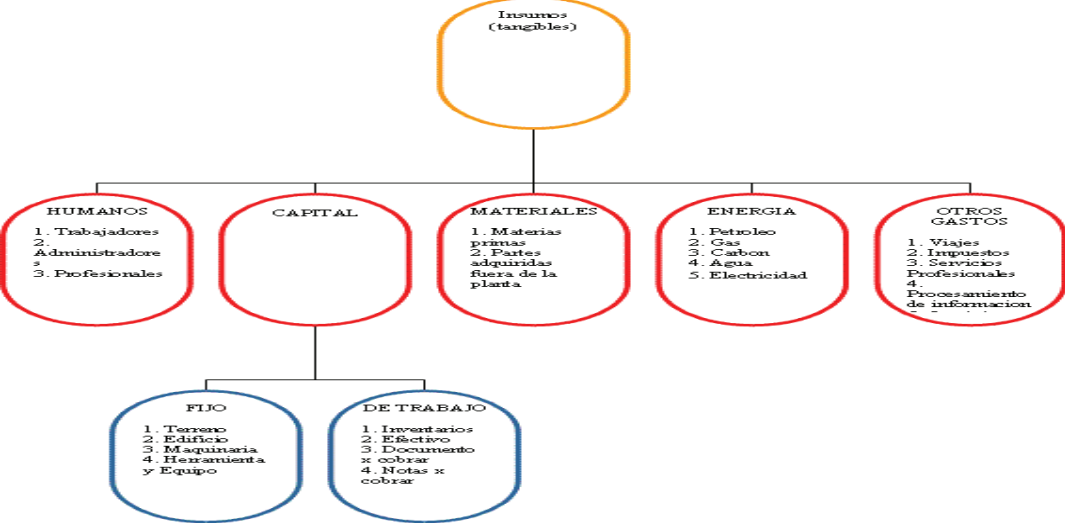 Insumos
(tangibles)
HUMANOS
1. Trabajadores
2.
Administradore
s
3. Profesionales
CAPITAL
MATERIALES
1. Materias
primas
2. Partes
adquiridas
fuera de la
planta
ENERGIA
1. Petroleo
2. Gas
3. Carbon
4. Agua
5. Electricidad
OTROS
GASTOS
1. Viajes
2. Impuestos
3. Servicios
Profesionales
4.
Procesamiento
de informacion
FIJO
1. Terreno
2. Edificio
3. Maquinaria
4. Herramienta
y Equipo
DE TRABAJO
1. Inventarios
2. Efectivo
3. Documento
x cobrar
4. Notas x
cobrar